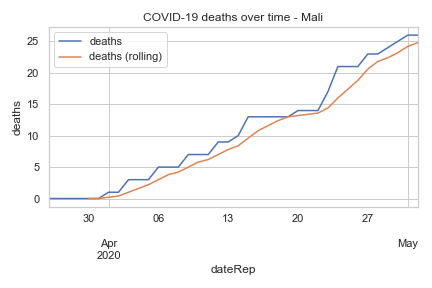 COVID-19 deaths over time - Mali
deaths
deaths (rolling)
deaths
25
20
15
10
5
0
30
06
13
20
27
Apr
2020
May
dateRep